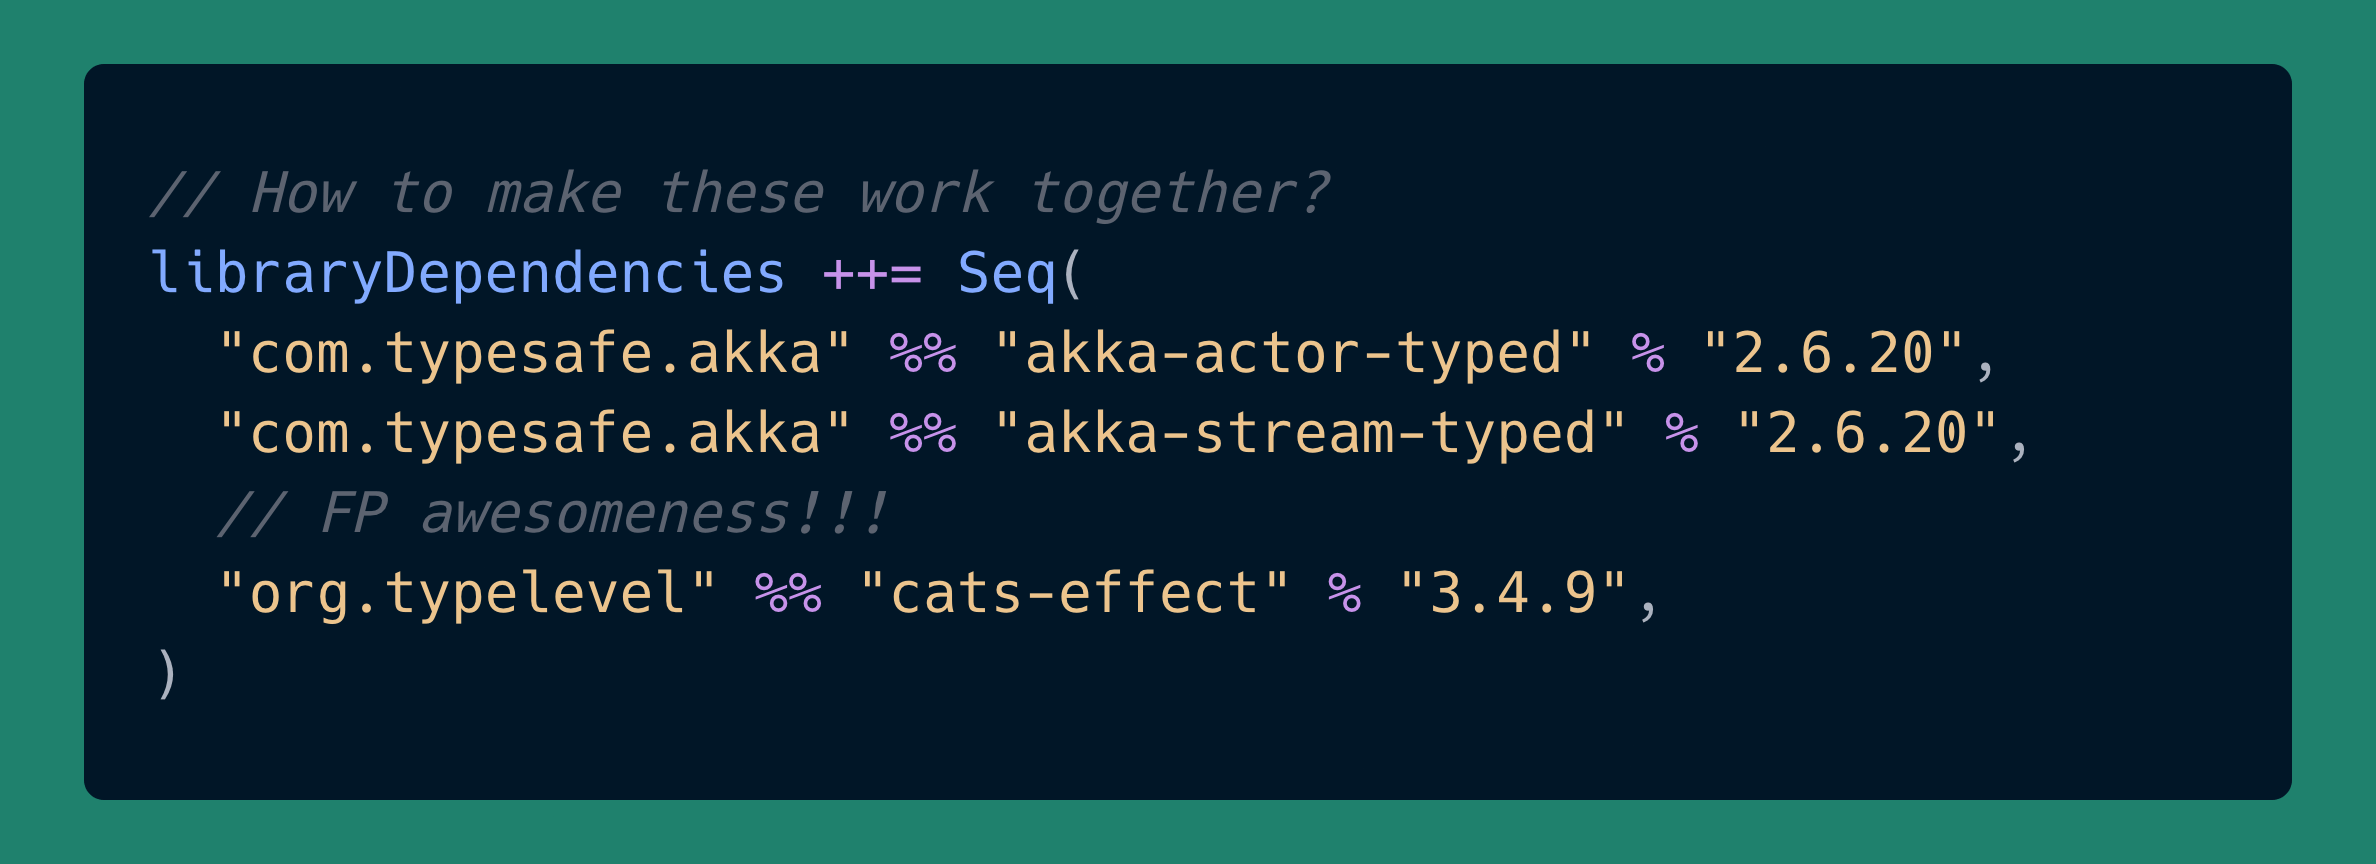 // How to make these work together?
libraryDependencies ++= Seq(
  "com.typesafe.akka" %% "akka-actor-typed" % "2.6.20",
  "com.typesafe.akka" %% "akka-stream-typed" % "2.6.20",
  // FP awesomeness!!!
  "org.typelevel" %% "cats-effect" % "3.4.9",
)